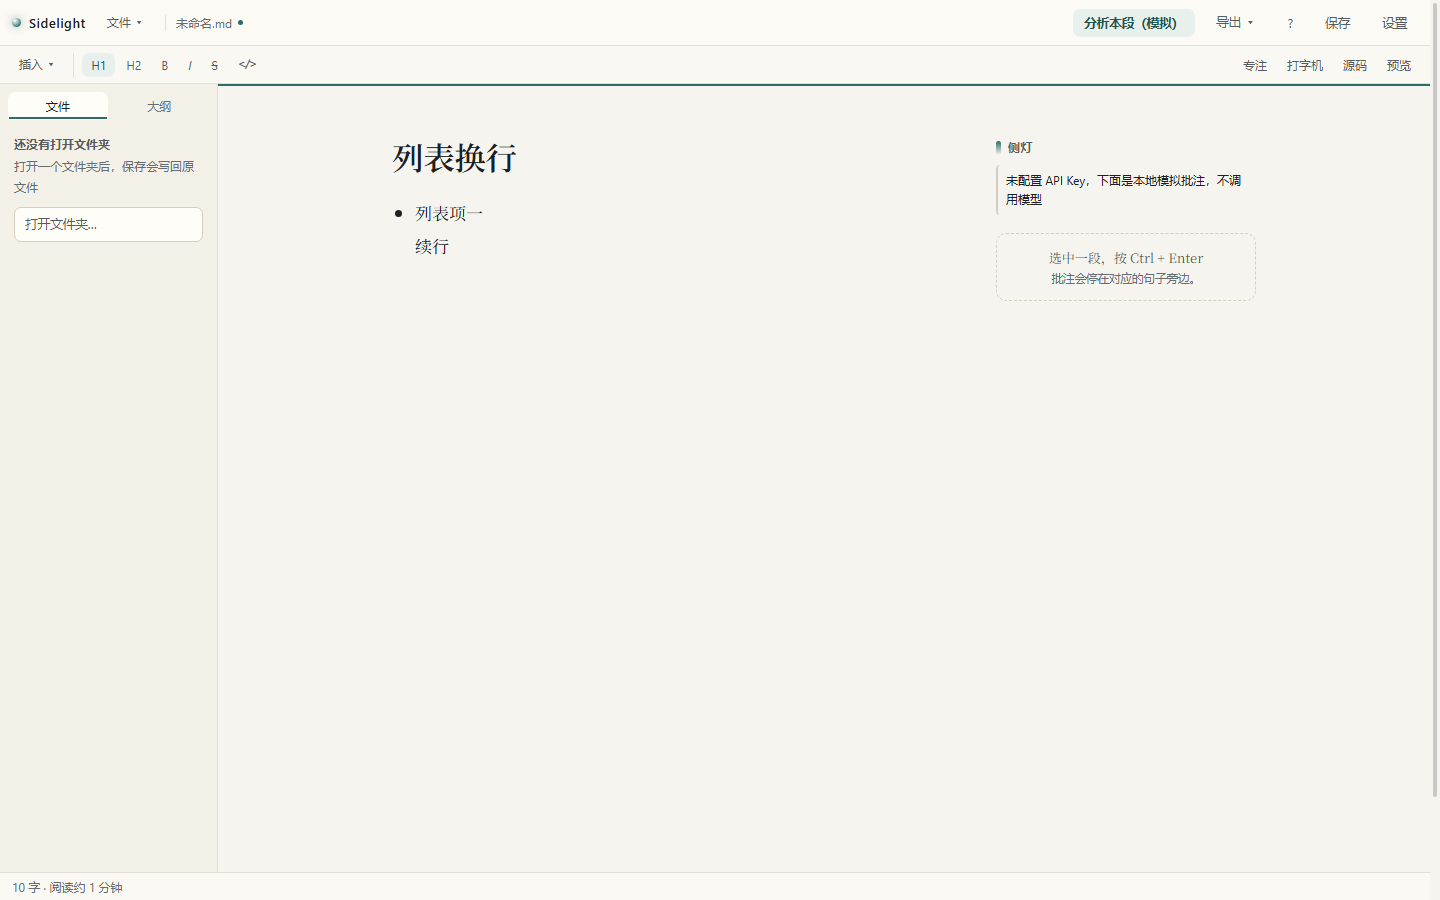 Sidelight 文件 未命名.md 分析本段（模拟） 导出 ? 保存 设置
插入 H1 H2 B I S </> 专注 打字机 源码 预览
文件 大纲
还没有打开文件夹
打开一个文件夹后，保存会写回原
文件
打开文件夹...
列表换行
列表项一
续行
侧灯
未配置 API Key，下面是本地模拟批注，不调
用模型
选中一段，按 Ctrl + Enter
批注会停在对应的句子旁边。
10 字 · 阅读约 1 分钟